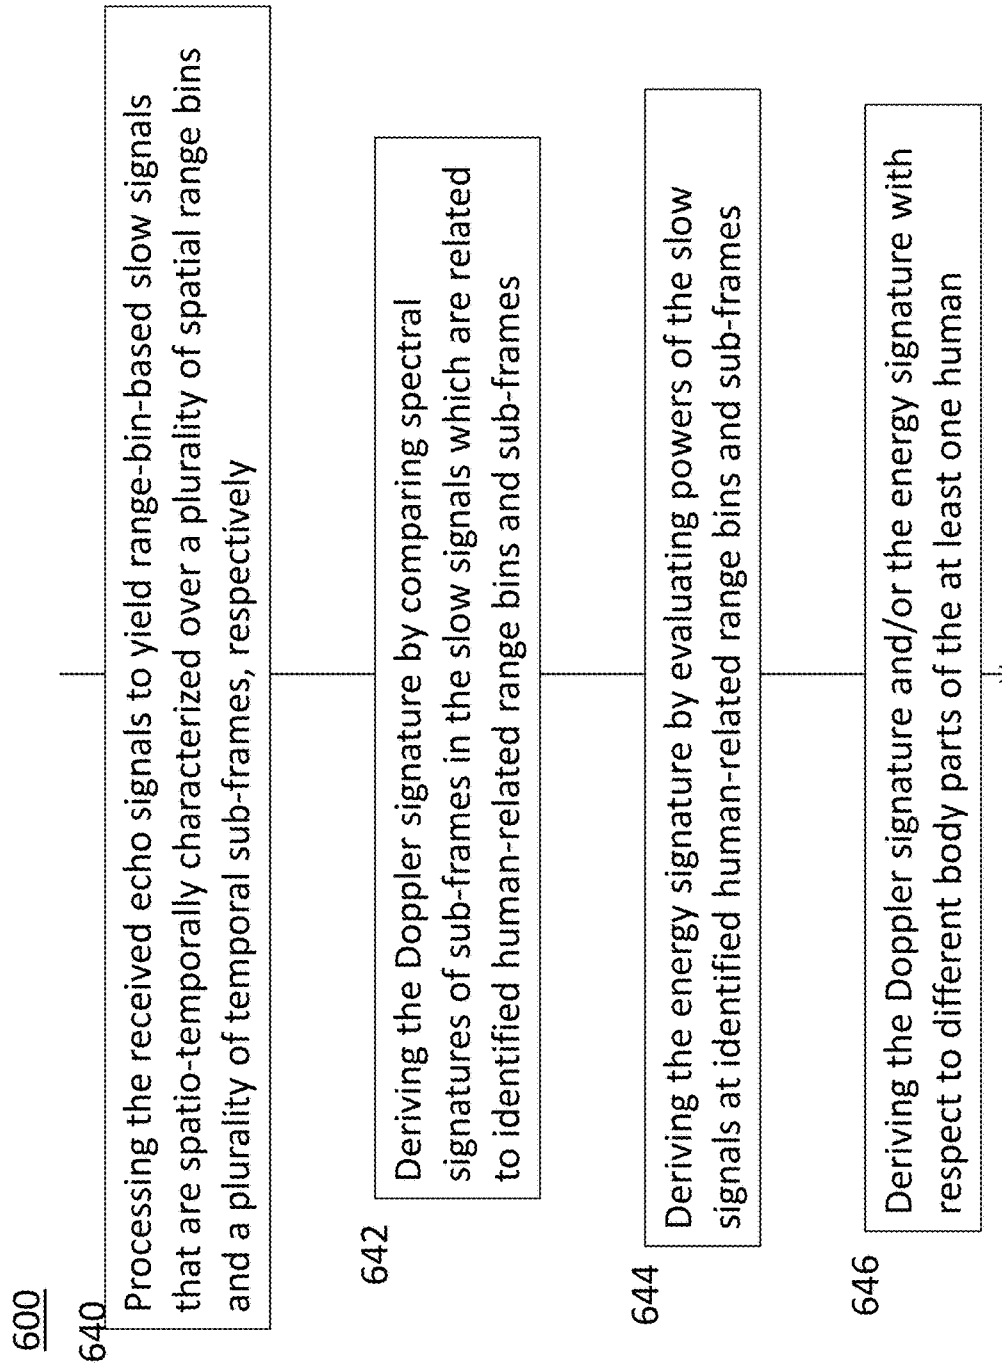 600
640
Processing the received echo signals to yield range-bin-based slow signals
that are spatio-temporally characterized over a plurality of spatial range bins
and a plurality of temporal sub-frames, respectively
642
Deriving the Doppler signature by comparing spectral
signatures of sub-frames in the slow signals which are related
to identified human-related range bins and sub-frames
644
Deriving the energy signature by evaluating powers of the slow
signals at identified human-related range bins and sub-frames
646
Deriving the Doppler signature and/or the energy signature with
respect to different body parts of the at least one human